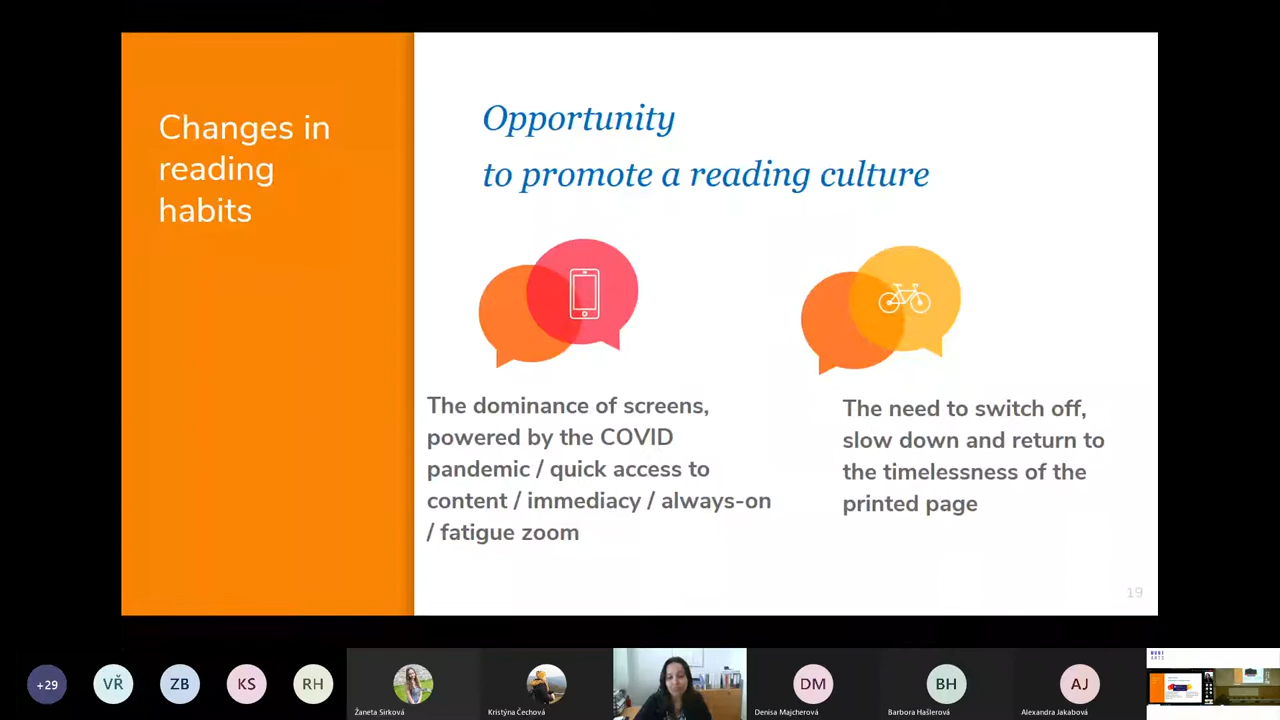 Changes in
reading
habits
Opportunity
to promote a reading culture
The dominance of screens,
powered by the COVID
pandemic / quick access to
content / immediacy / always-on
/ fatigue zoom
The need to switch off,
slow down and return to
the timelessness of the
printed page
19
+29
VŘ
ZB
KS
RH
Žaneta Sirková
Kristýna Čechová
DM
Denisa Majcherová
BH
Barbora Hašlerová
AJ
Alexandra Jakabová
MUNI
ARTS